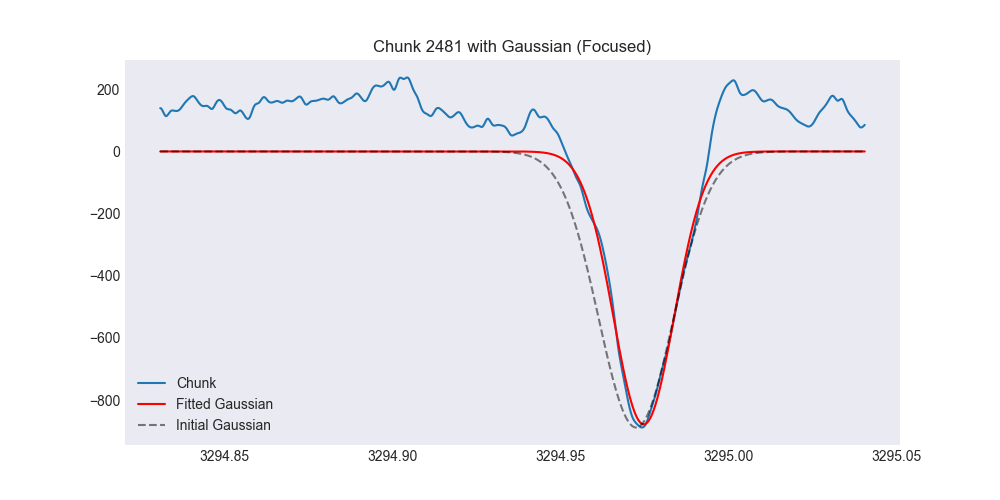 Chunk 2481 with Gaussian (Focused)
200
0
−200
−400
−600
−800
Chunk
Fitted Gaussian
Initial Gaussian
3294.85 3294.90 3294.95 3295.00 3295.05